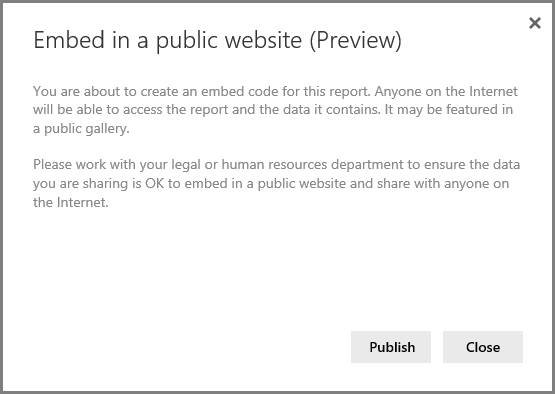 Embed in a public website (Preview)
You are about to create an embed code for this report. Anyone on the Internet
will be able to access the report and the data it contains. It may be featured in
a public gallery.
Please work with your legal or human resources department to ensure the data
you are sharing is OK to embed in a public website and share with anyone on
the Internet.
Publish
Close